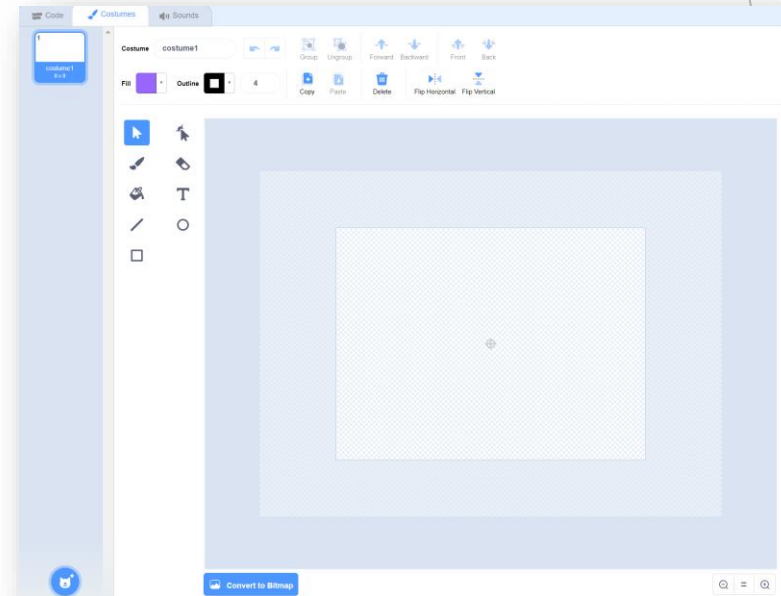 Code Costumes Sounds
1
costume1
0 x 0
Costume costume1
Group Ungroup Forward Backward Front Back
Fill Outline 4
Copy Paste Delete Flip Horizontal Flip Vertical
T
Convert to Bitmap